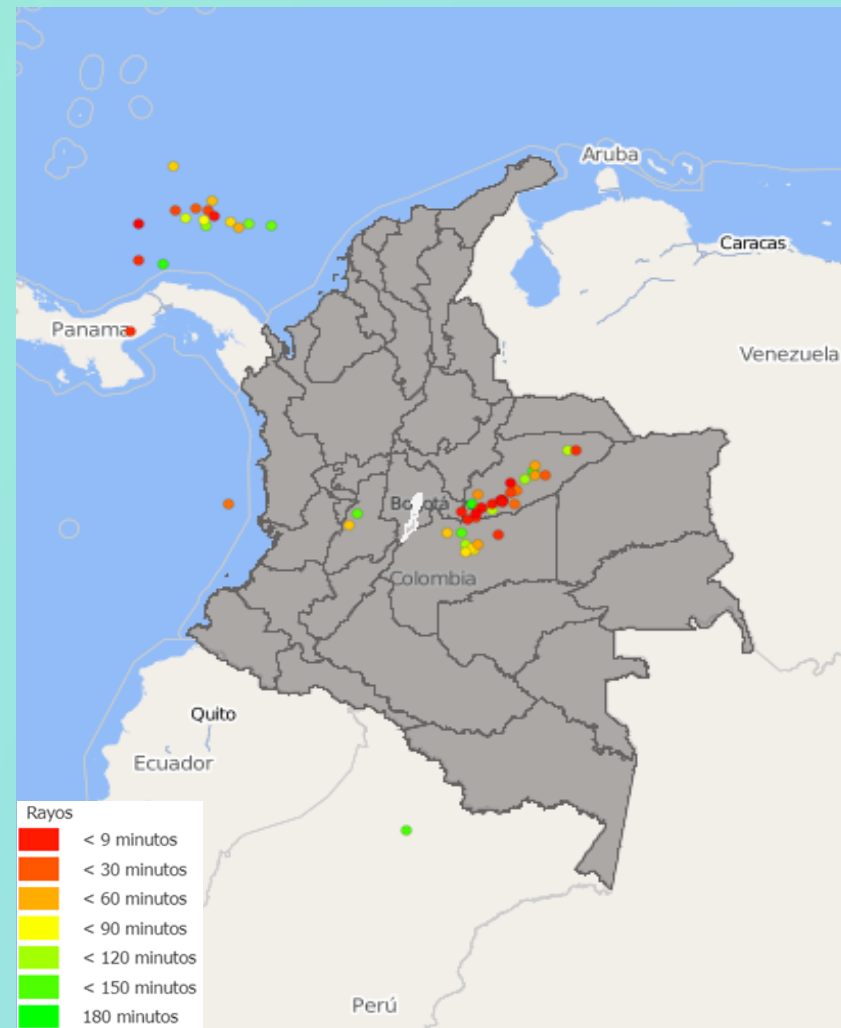 Aruba
Caracas
Panama
Venezuela
Bogotá
Colombia
Quito
Ecuador
Rayos
< 9 minutos
< 30 minutos
< 60 minutos
< 90 minutos
< 120 minutos
< 150 minutos
180 minutos
Perú